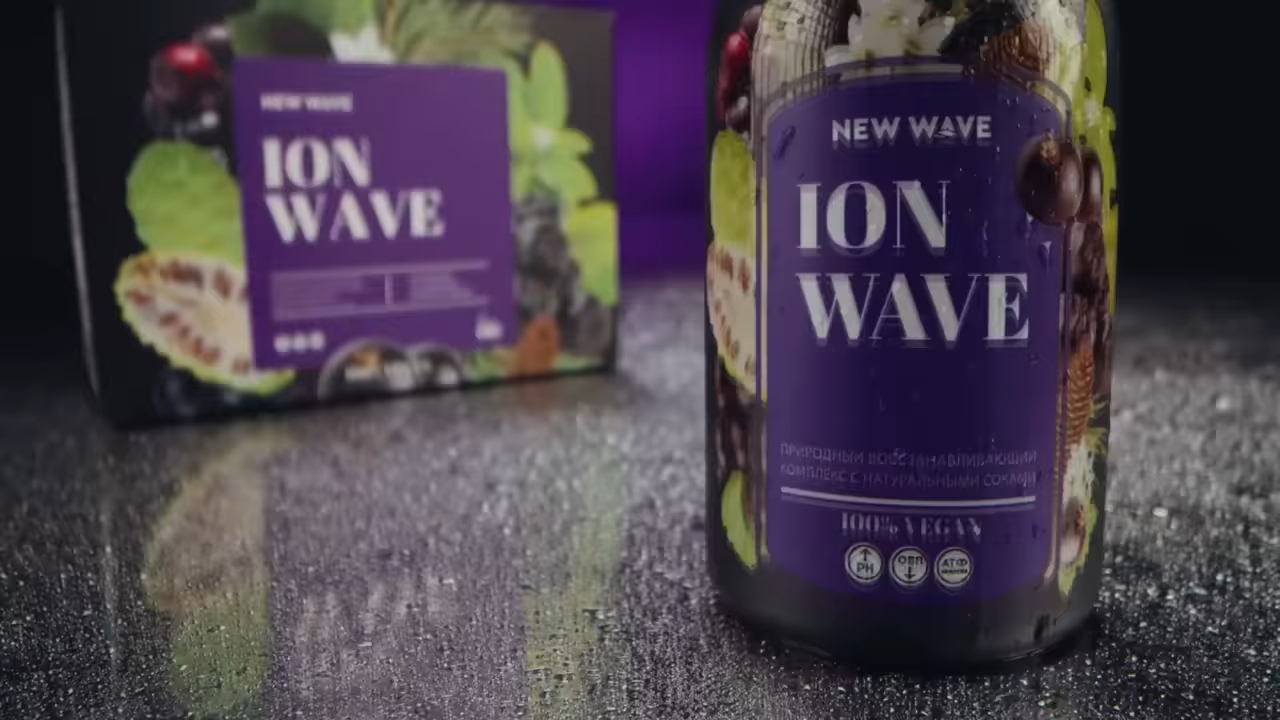 NEW WAVE
ION
WAVE
NEW WAVE
ION
WAVE
ПРИРОДНЫЙ ВОССТАНАВЛИВАЮЩИЙ
КОМПЛЕКС С НАТУРАЛЬНЫМИ СОКАМИ
100% VEGAN
PH
ОВП
АТФ